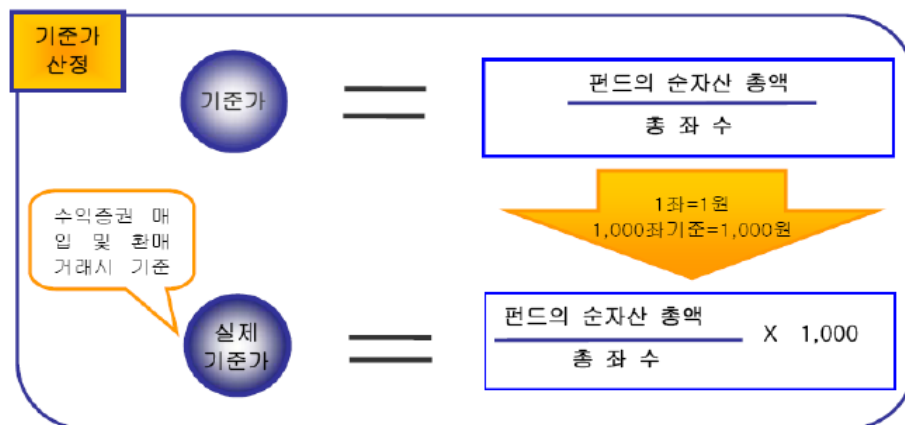 기준가
산정
기준가
펀드의 순자산 총액
총 좌 수
1좌=1원
1,000좌기준=1,000원
수익증권 매
입 및 환매
거래시 기준
실제
기준가
펀드의 순자산 총액
총 좌 수
X 1,000